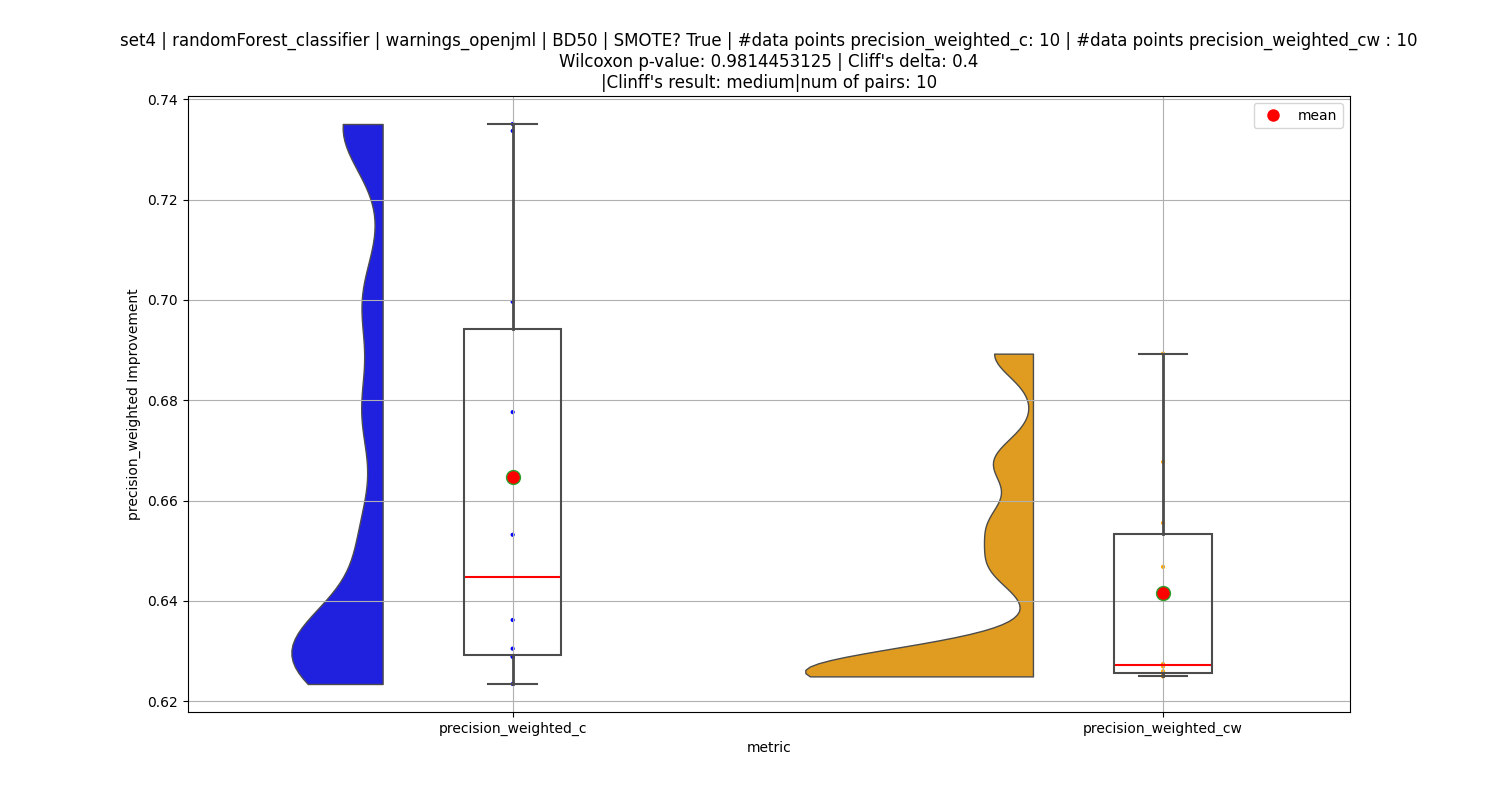 set4 | randomForest_classifier | warnings_openjml | BD50 | SMOTE? True | #data points precision_weighted_c: 10 | #data points precision_weighted_cw : 10
Wilcoxon p-value: 0.9814453125 | Cliff's delta: 0.4
|Clinff's result: medium|num of pairs: 10
mean
precision_weighted Improvement
0.74
0.72
0.70
0.68
0.66
0.64
0.62
precision_weighted_c
precision_weighted_cw
metric